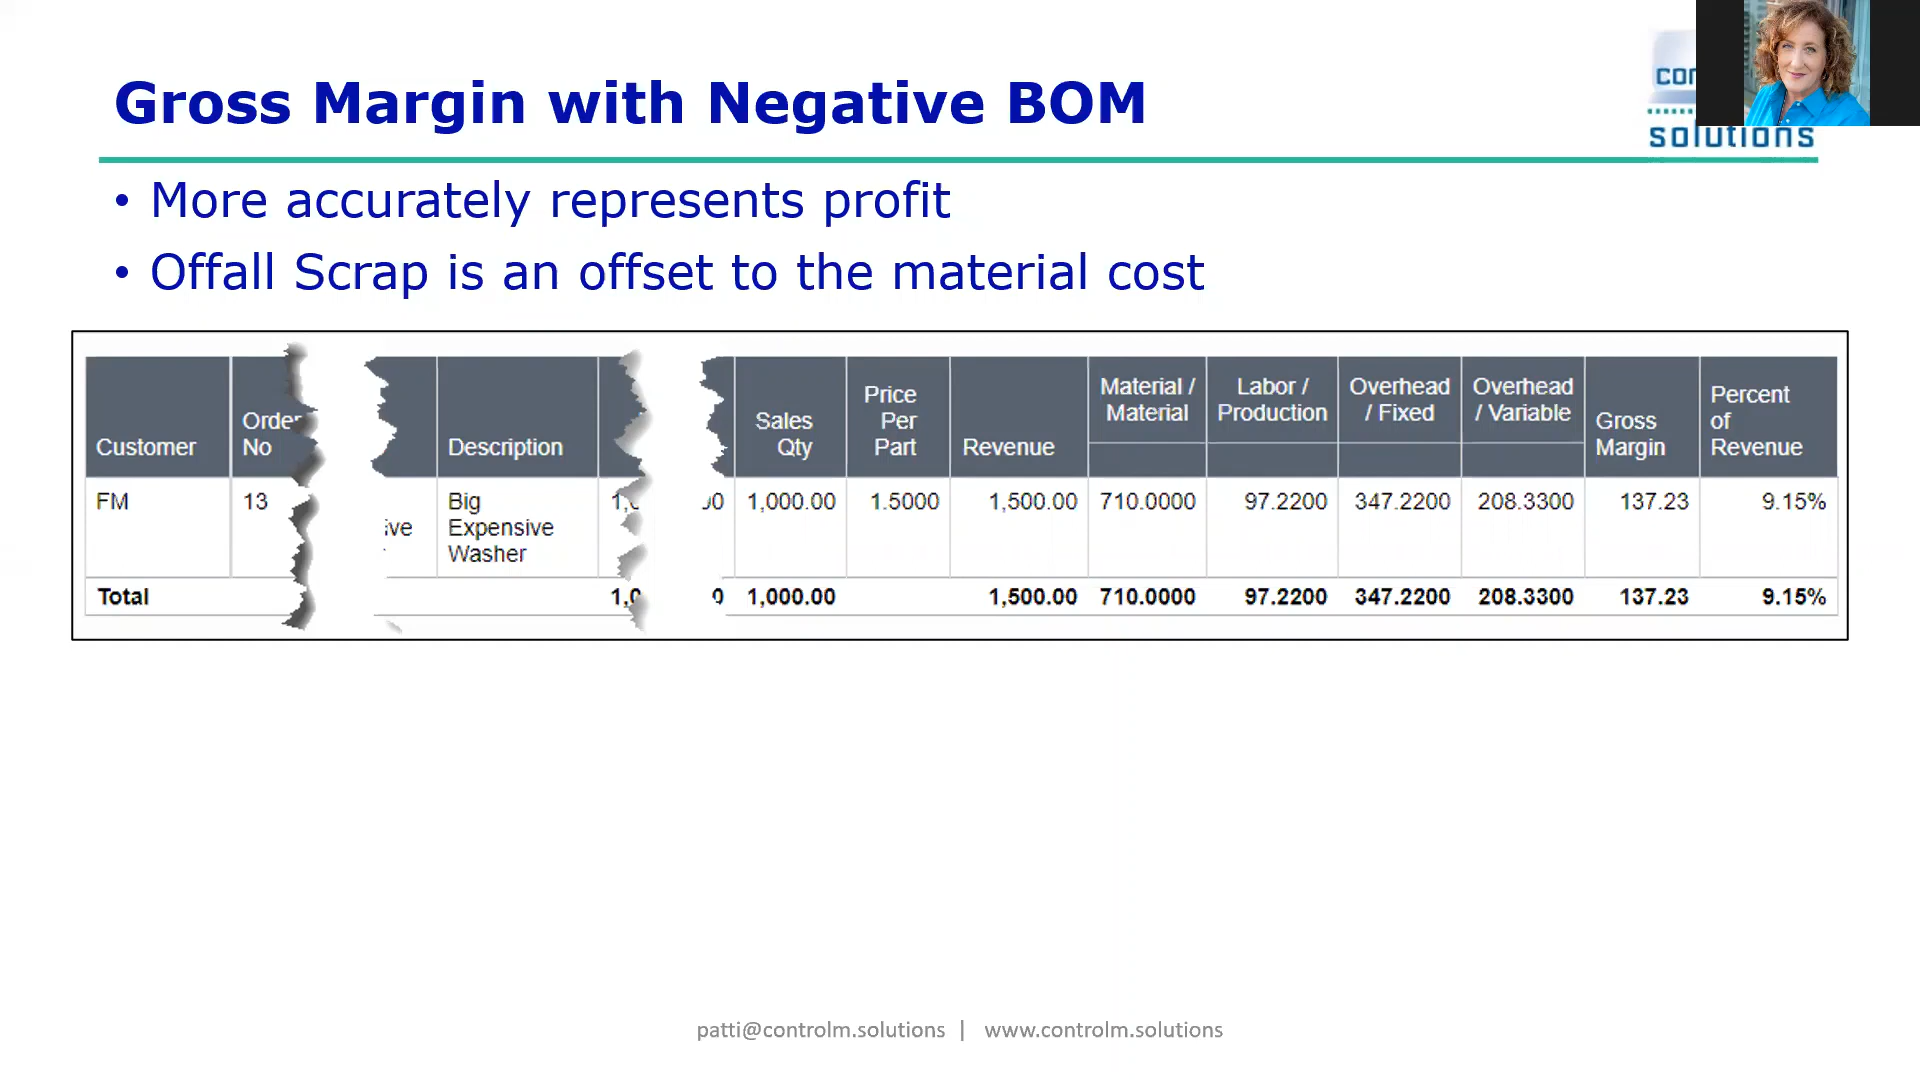 Gross Margin with Negative BOM
solutions
• More accurately represents profit
• Offall Scrap is an offset to the material cost
Customer Order No Description Sales Qty Price Per Part Revenue Material / Material Labor / Production Overhead / Fixed Overhead / Variable Gross Margin Percent of Revenue
FM 13 Big Expensive Washer 1,000.00 1.5000 1,500.00 710.0000 97.2200 347.2200 208.3300 137.23 9.15%
Total 1,000.00 1,500.00 710.0000 97.2200 347.2200 208.3300 137.23 9.15%
patti@controlm.solutions | www.controlm.solutions